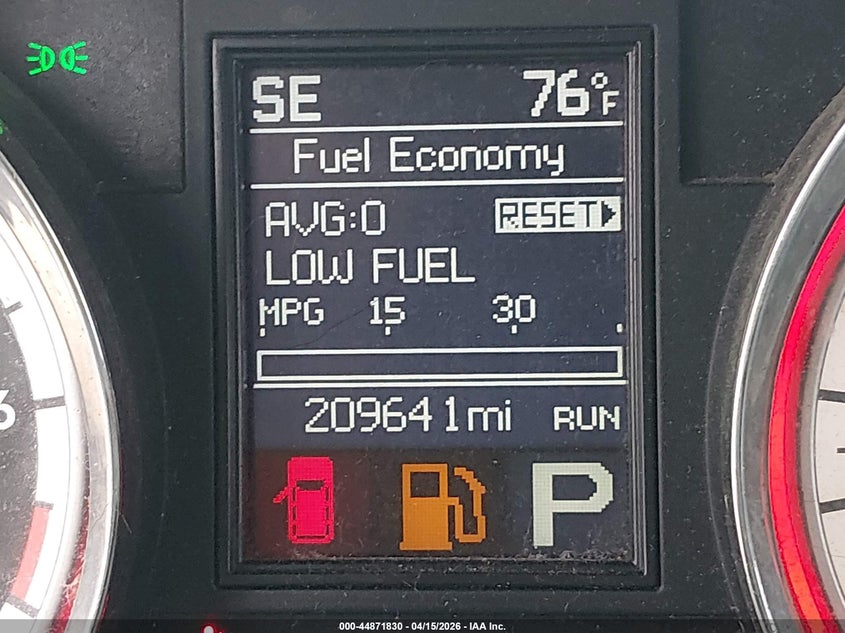 SE 76°F
Fuel Economy
AVG:0 RESET
LOW FUEL
MPG 15 30
209641mi RUN
P
6
000-44871830 - 04/15/2026 - IAA Inc.